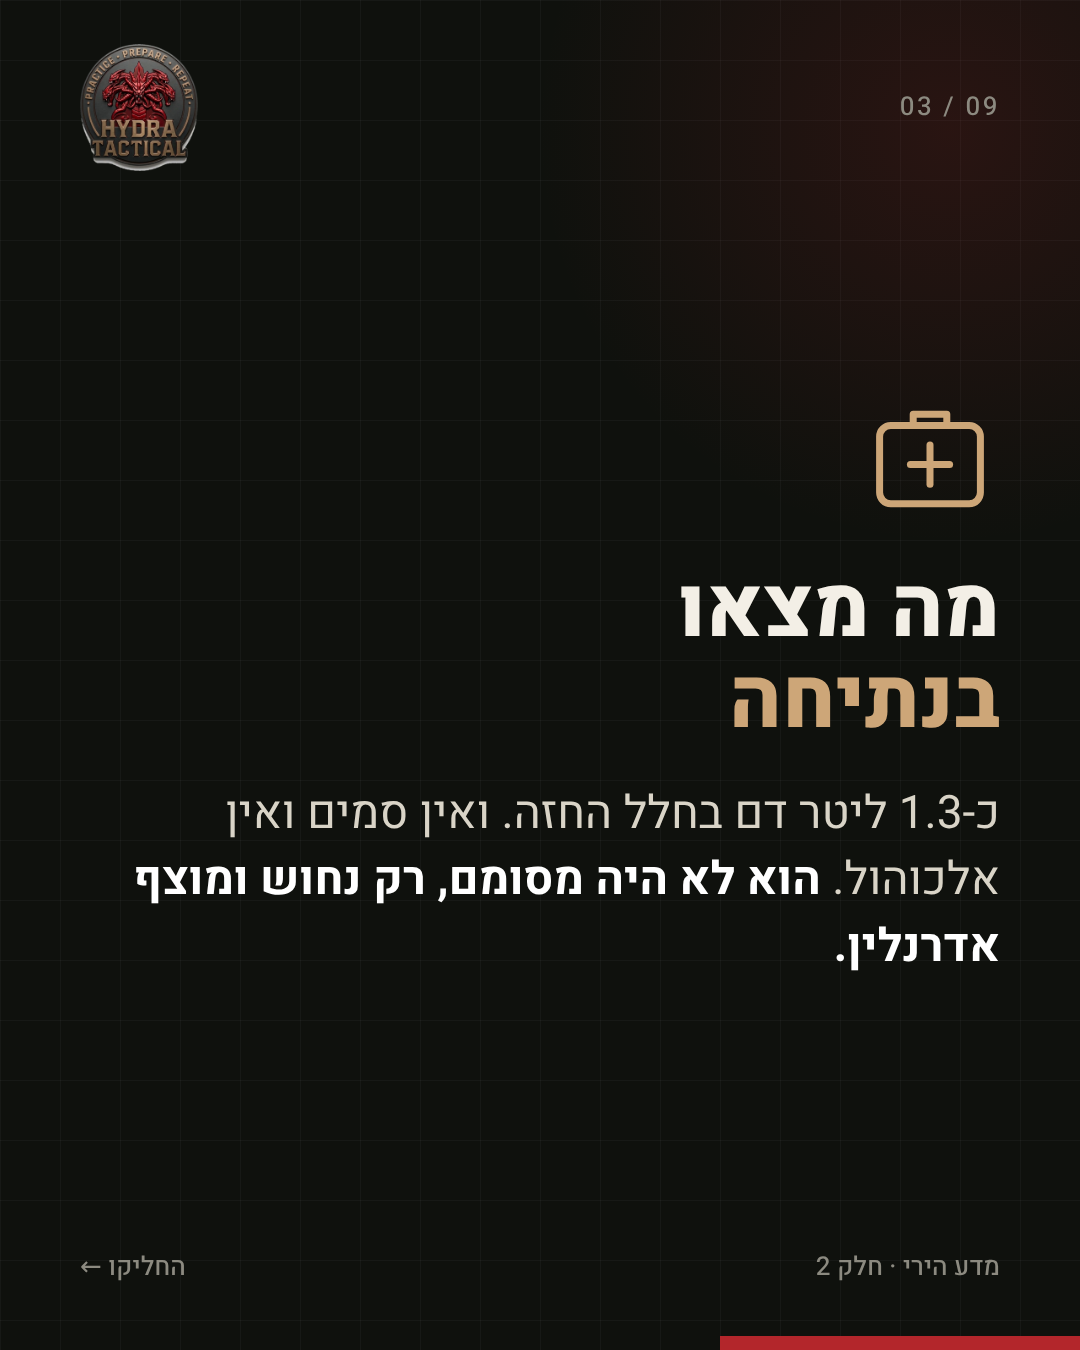 PRACTICE · PREPARE · REPEAT
HYDRA
TACTICAL
03 / 09
מה מצאו
בנתיחה
כ-1.3 ליטר דם בחלל החזה. ואין סמים ואין
אלכוהול. הוא לא היה מסומם, רק נחוש ומוצף
אדרנלין.
מדע הירי · חלק 2
החליקו ←